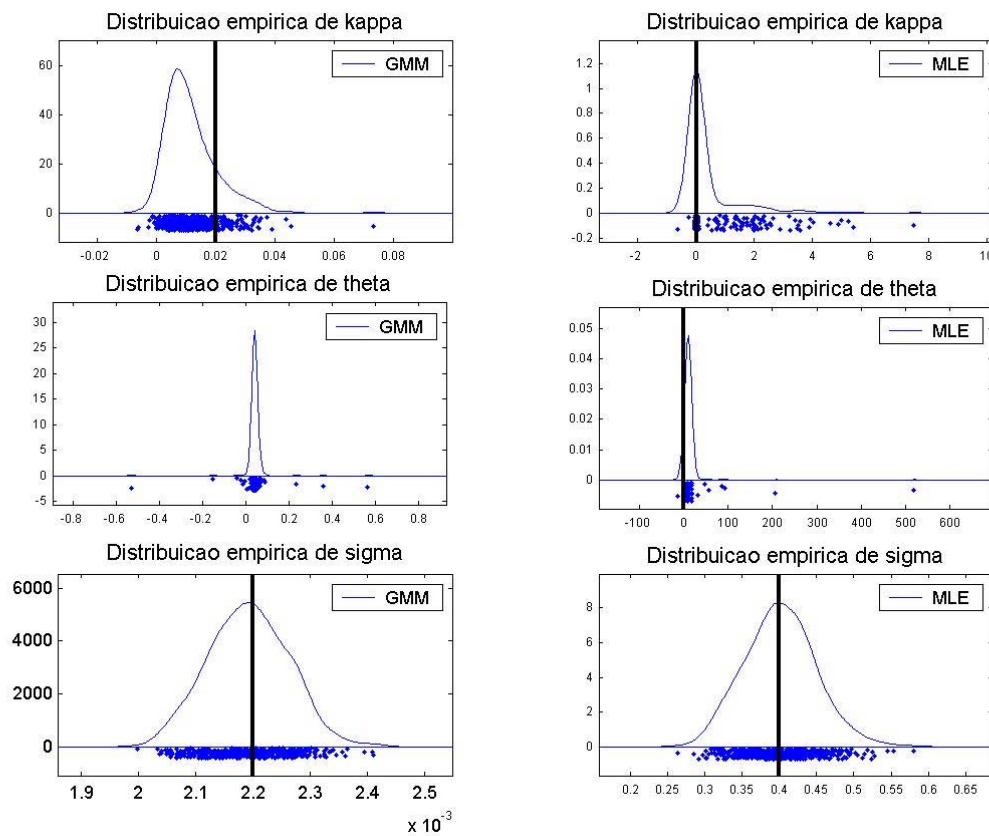 Distribuicao empirica de kappa
GMM
60
40
20
0
-0.02 0 0.02 0.04 0.06 0.08
Distribuicao empirica de kappa
MLE
1.2
1
0.8
0.6
0.4
0.2
0
-0.2
-2 0 2 4 6 8 10
Distribuicao empirica de theta
GMM
30
25
20
15
10
5
0
-5
-0.8 -0.6 -0.4 -0.2 0 0.2 0.4 0.6 0.8
Distribuicao empirica de theta
MLE
0.05
0.04
0.03
0.02
0.01
0
-100 0 100 200 300 400 500 600
Distribuicao empirica de sigma
GMM
6000
4000
2000
0
1.9 2 2.1 2.2 2.3 2.4 2.5
x 10-3
Distribuicao empirica de sigma
MLE
8
6
4
2
0
0.2 0.25 0.3 0.35 0.4 0.45 0.5 0.55 0.6 0.65